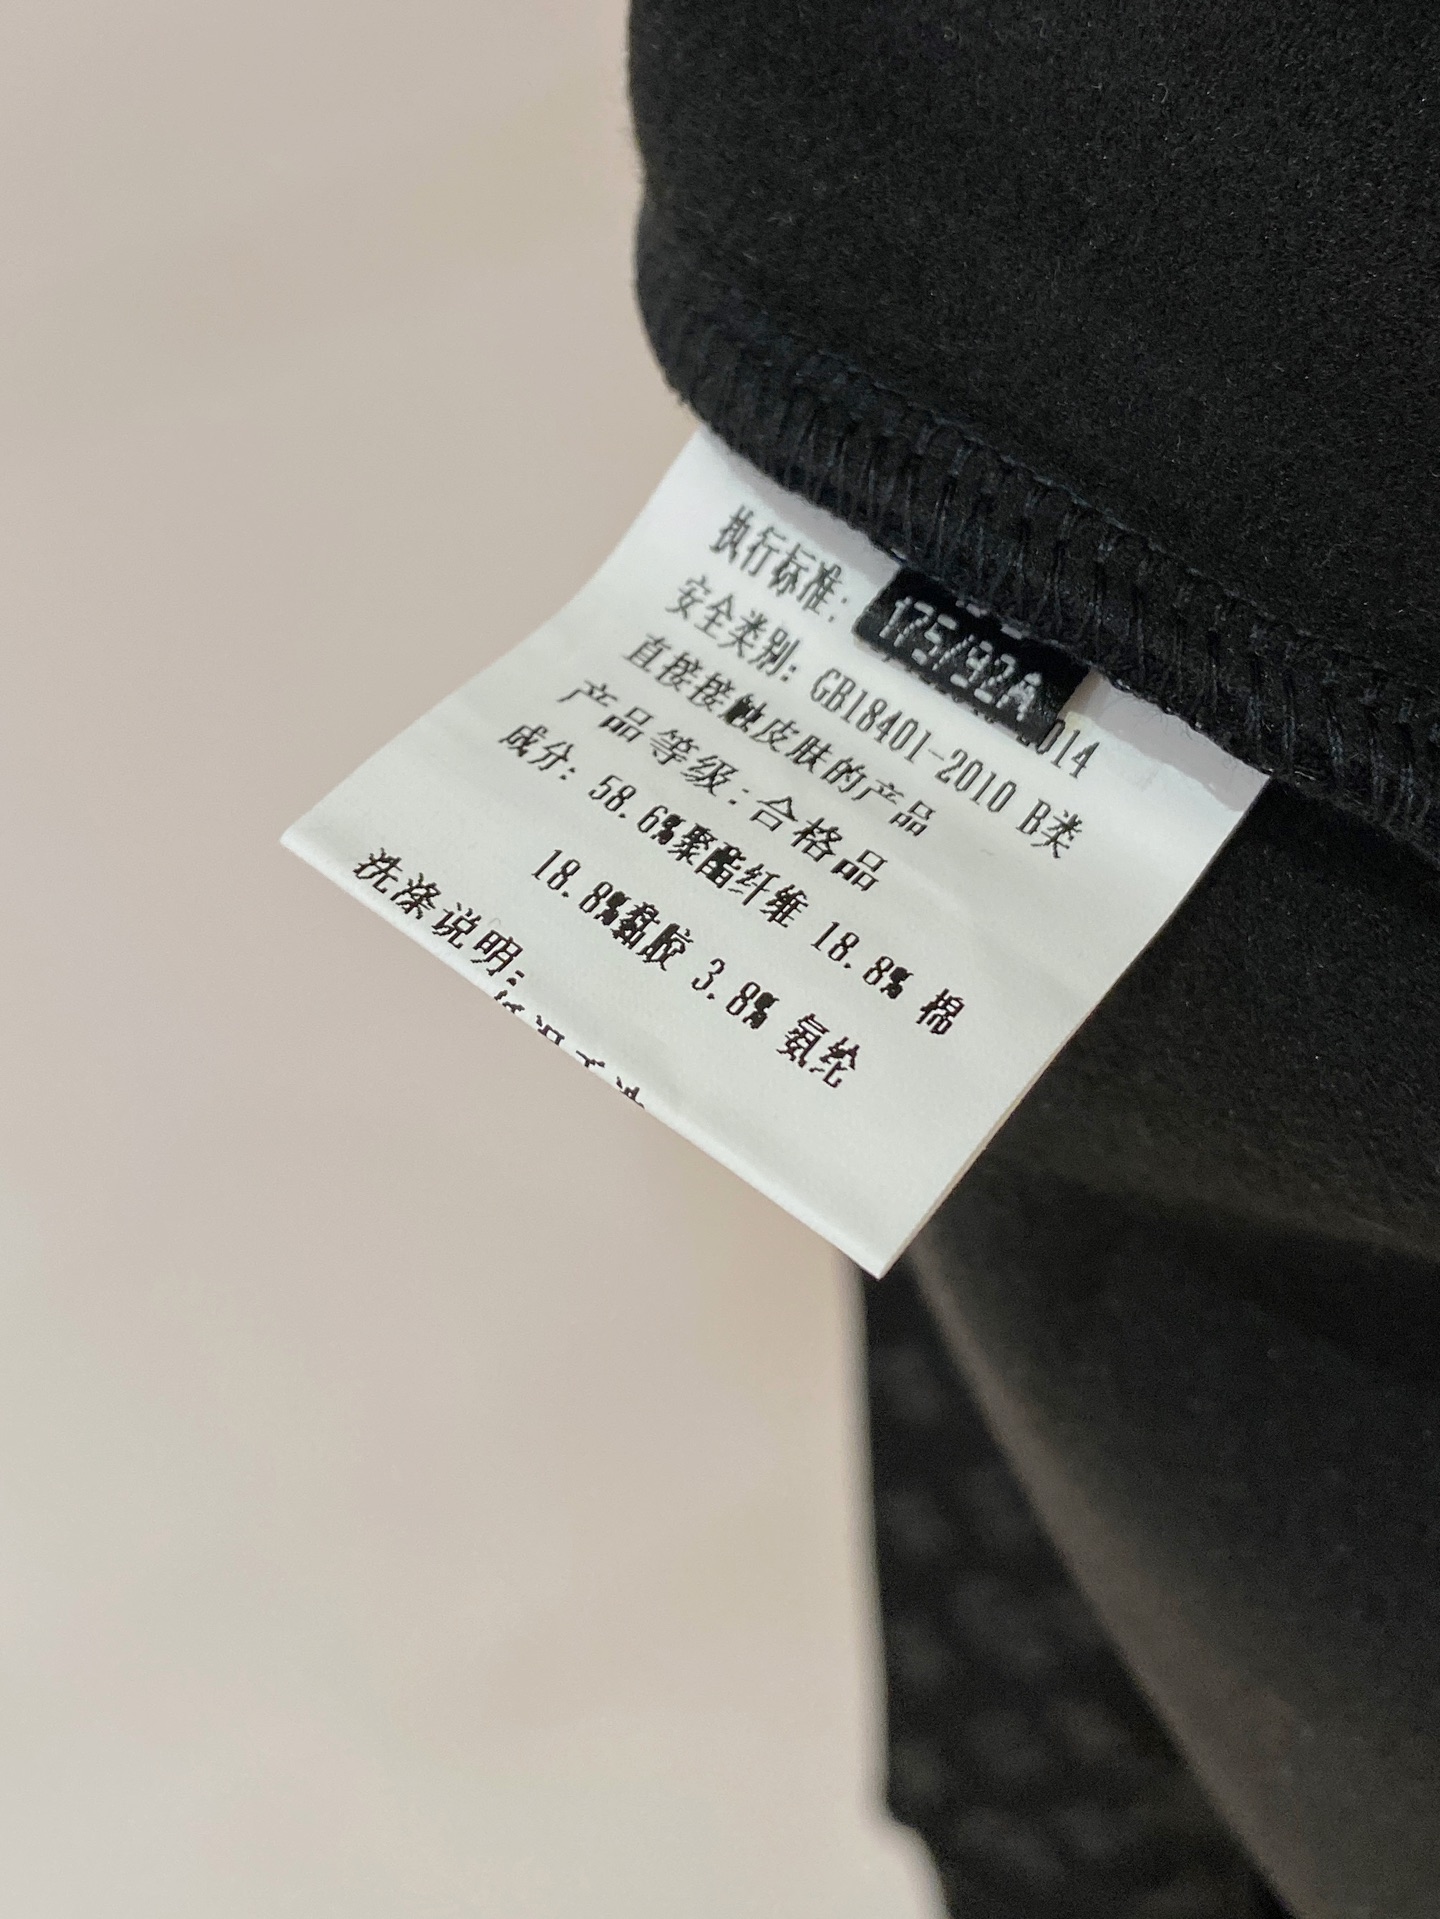 执行标准:
175/92A
2014
安全类别: GB18401-2010 B类
直接接触皮肤的产品
产品等级:合格品
成分: 58.6%聚酯纤维 18.8% 棉
18.8%黏胶 3.8% 氨纶
洗涤说明: